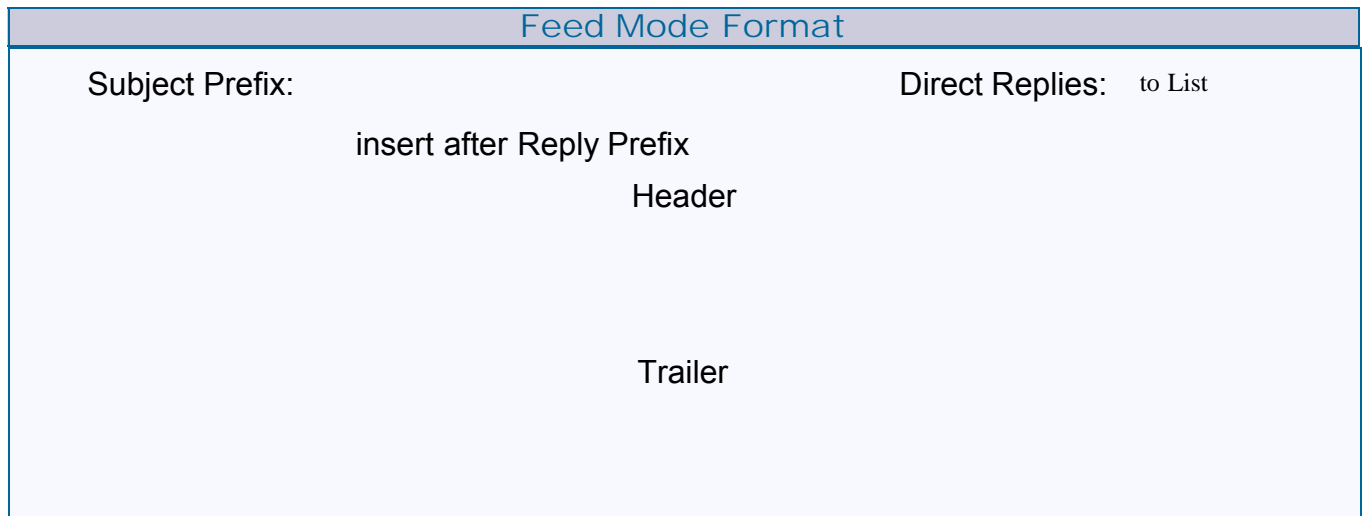 Feed Mode Format
Subject Prefix: Direct Replies: to List
insert after Reply Prefix
Header
Trailer